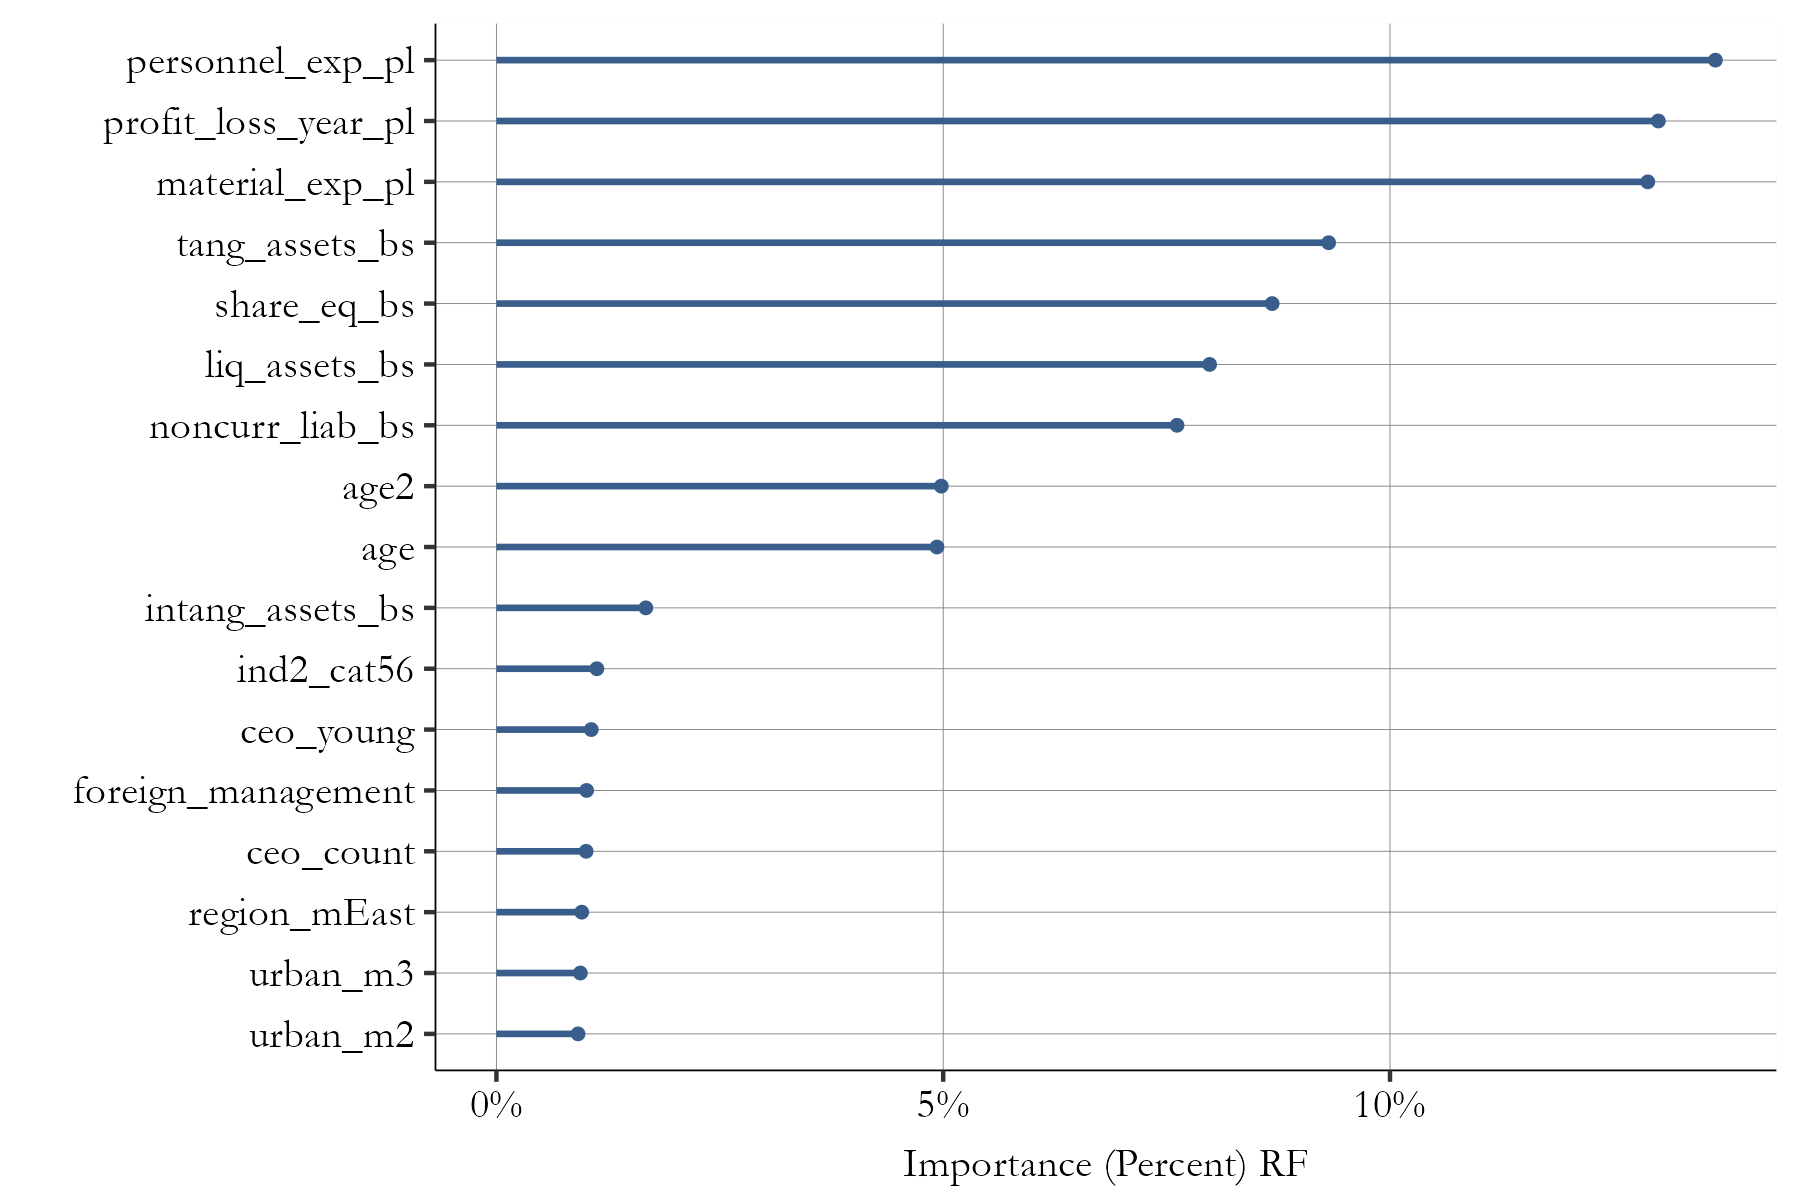 personnel_exp_pl
profit_loss_year_pl
material_exp_pl
tang_assets_bs
share_eq_bs
liq_assets_bs
noncurr_liab_bs
age2
age
intang_assets_bs
ind2_cat56
ceo_young
foreign_management
ceo_count
region_mEast
urban_m3
urban_m2
0% 5% 10%
Importance (Percent) RF